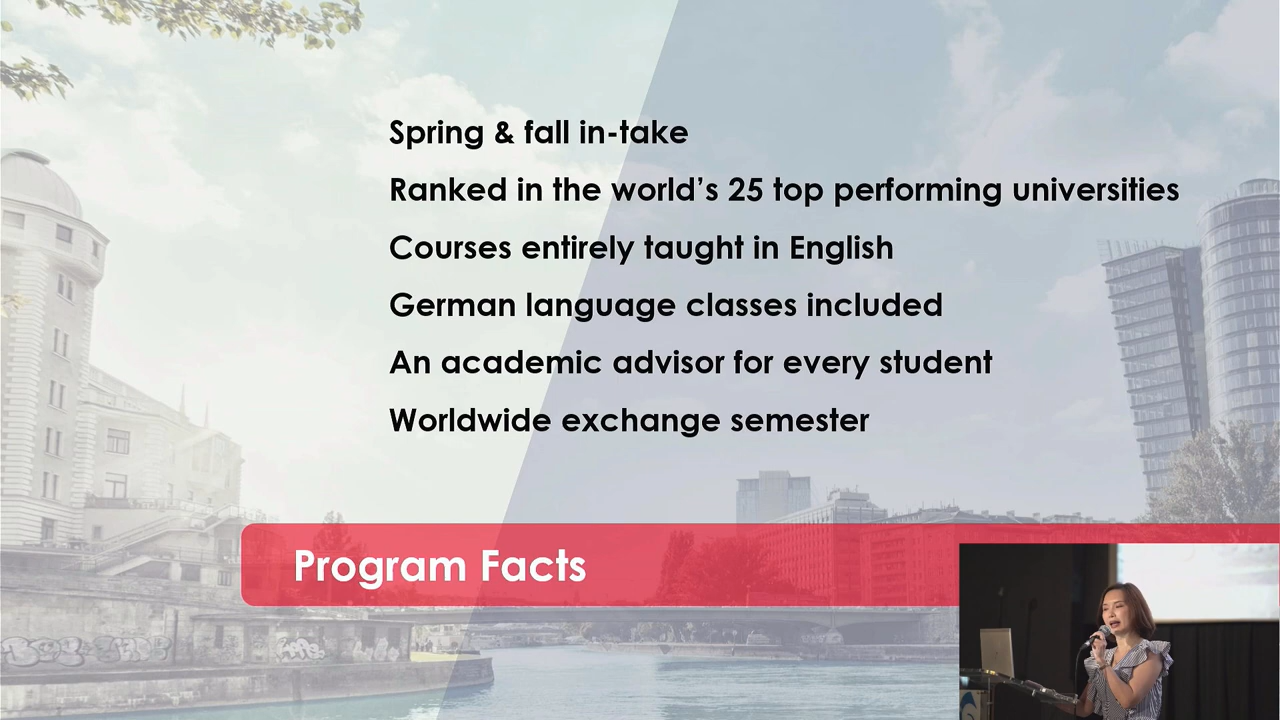 Spring & fall in-take
Ranked in the world’s 25 top performing universities
Courses entirely taught in English
German language classes included
An academic advisor for every student
Worldwide exchange semester
Program Facts